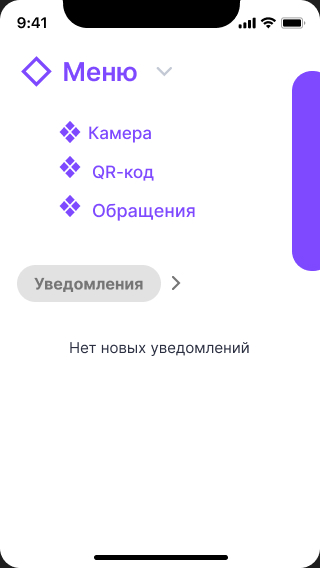 9:41
Меню
Камера
QR-код
Обращения
Уведомления
Нет новых уведомлений